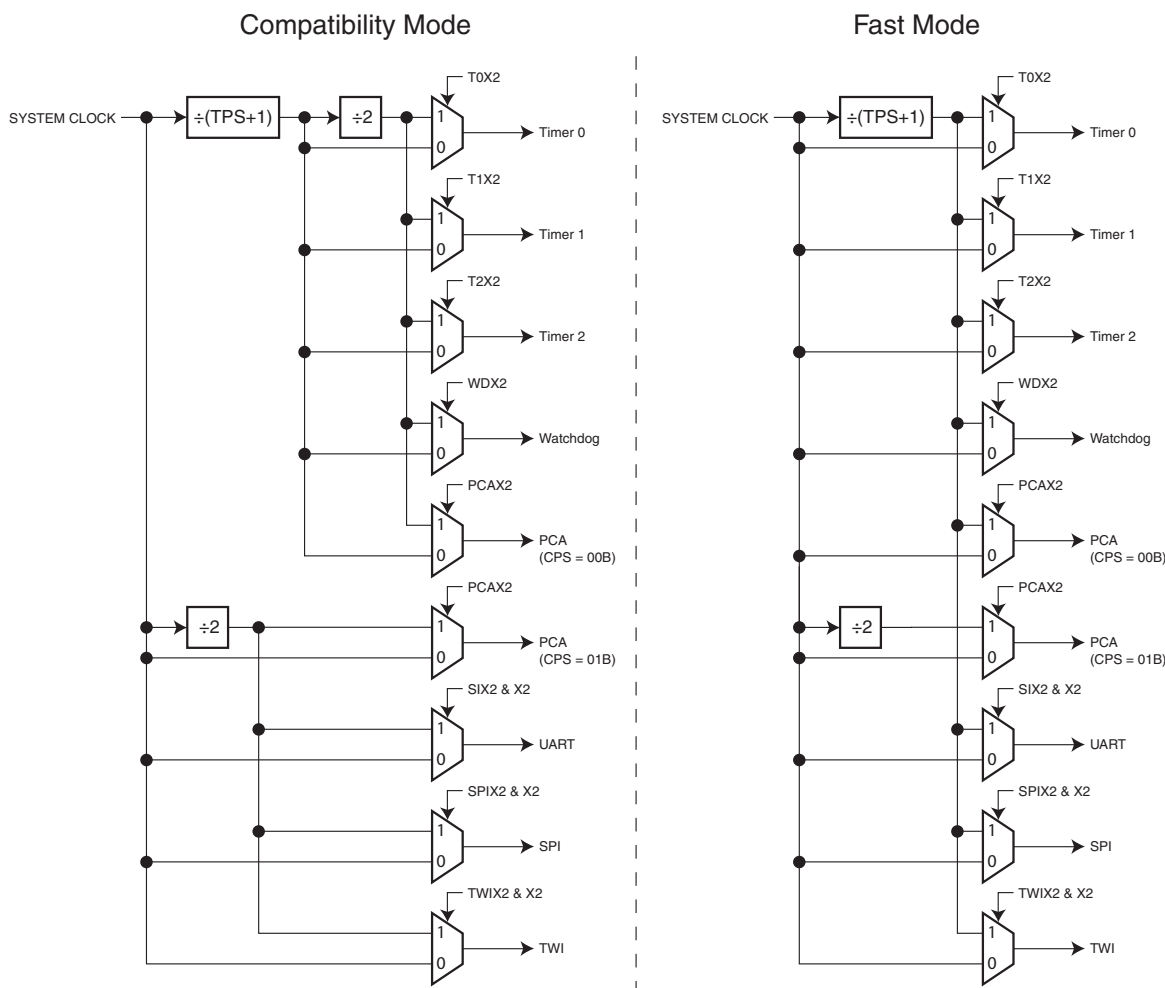 Compatibility Mode
T0X2
SYSTEM CLOCK
÷(TPS+1)
÷2
1
0
Timer 0
T1X2
1
0
Timer 1
T2X2
1
0
Timer 2
WDX2
1
0
Watchdog
PCAX2
1
0
PCA
(CPS = 00B)
PCAX2
÷2
1
0
PCA
(CPS = 01B)
SIX2 & X2
1
0
UART
SPIX2 & X2
1
0
SPI
TWIX2 & X2
1
0
TWI
Fast Mode
T0X2
SYSTEM CLOCK
÷(TPS+1)
1
0
Timer 0
T1X2
1
0
Timer 1
T2X2
1
0
Timer 2
WDX2
1
0
Watchdog
PCAX2
1
0
PCA
(CPS = 00B)
PCAX2
÷2
1
0
PCA
(CPS = 01B)
SIX2 & X2
1
0
UART
SPIX2 & X2
1
0
SPI
TWIX2 & X2
1
0
TWI